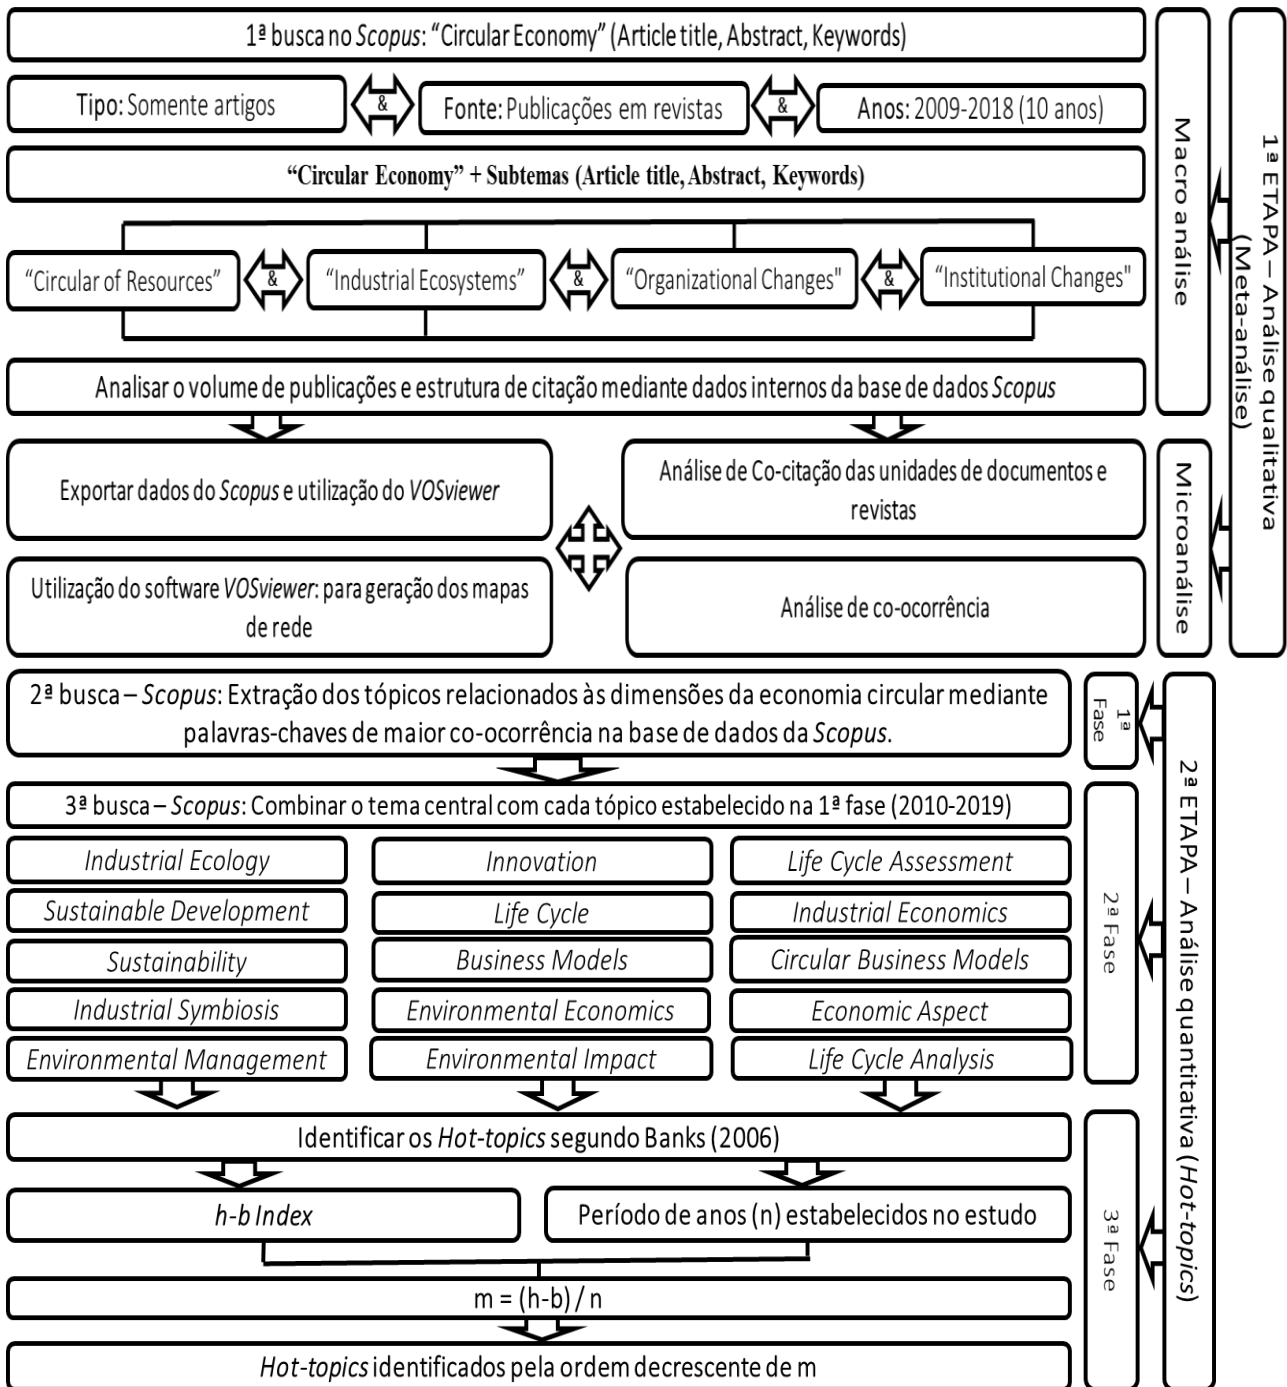 1ª busca no Scopus: “Circular Economy” (Article title, Abstract, Keywords)
Tipo: Somente artigos
&
Fonte: Publicações em revistas
&
Anos: 2009-2018 (10 anos)
“Circular Economy” + Subtemas (Article title, Abstract, Keywords)
“Circular of Resources”
&
“Industrial Ecosystems”
&
“Organizational Changes"
&
“Institutional Changes"
Analisar o volume de publicações e estrutura de citação mediante dados internos da base de dados Scopus
Macro análise
1ª ETAPA – Análise qualitativa
(Meta-análise)
Exportar dados do Scopus e utilização do VOSviewer
Análise de Co-citação das unidades de documentos e
revistas
Utilização do software VOSviewer: para geração dos mapas
de rede
Análise de co-ocorrência
Microanálise
2ª busca – Scopus: Extração dos tópicos relacionados às dimensões da economia circular mediante
palavras-chaves de maior co-ocorrência na base de dados da Scopus.
1ª
Fase
3ª busca – Scopus: Combinar o tema central com cada tópico estabelecido na 1ª fase (2010-2019)
Industrial Ecology
Innovation
Life Cycle Assessment
Sustainable Development
Life Cycle
Industrial Economics
Sustainability
Business Models
Circular Business Models
Industrial Symbiosis
Environmental Economics
Economic Aspect
Environmental Management
Environmental Impact
Life Cycle Analysis
2ª Fase
2ª ETAPA – Análise quantitativa (Hot-topics)
Identificar os Hot-topics segundo Banks (2006)
h-b Index
Período de anos (n) estabelecidos no estudo
m = (h-b) / n
Hot-topics identificados pela ordem decrescente de m
3ª Fase